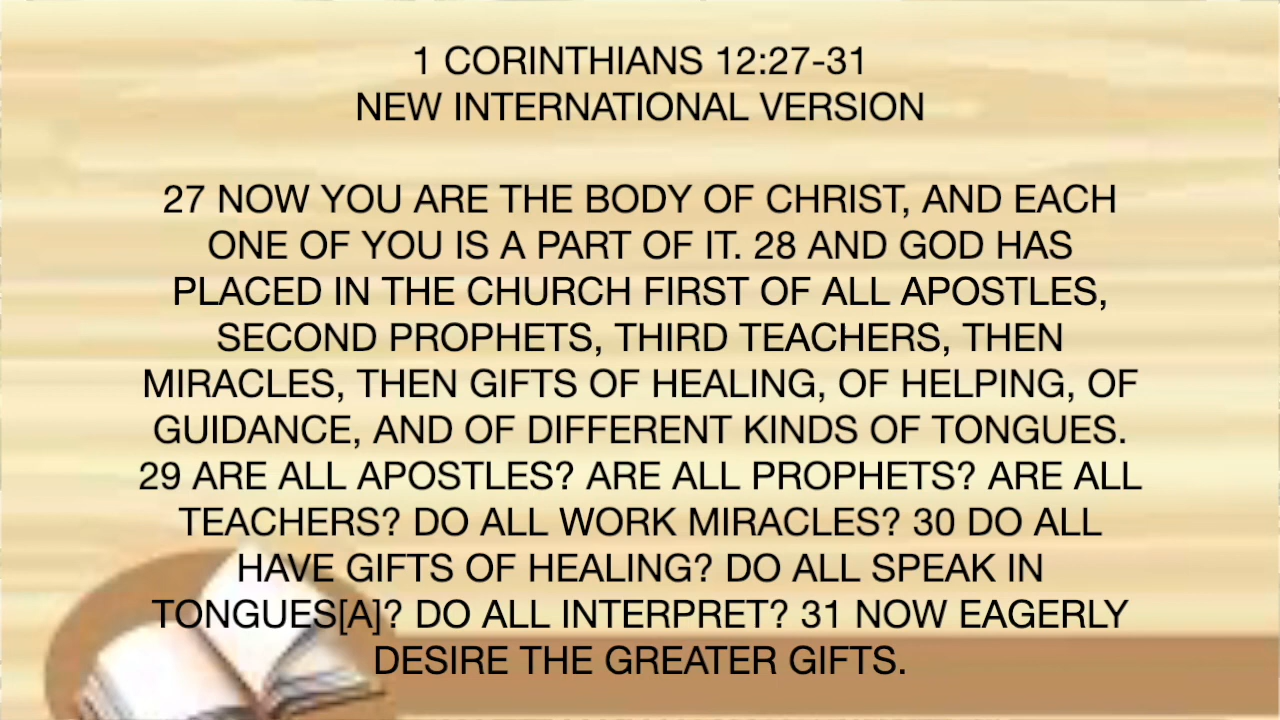 1 CORINTHIANS 12:27-31
NEW INTERNATIONAL VERSION
27 NOW YOU ARE THE BODY OF CHRIST, AND EACH
ONE OF YOU IS A PART OF IT. 28 AND GOD HAS
PLACED IN THE CHURCH FIRST OF ALL APOSTLES,
SECOND PROPHETS, THIRD TEACHERS, THEN
MIRACLES, THEN GIFTS OF HEALING, OF HELPING, OF
GUIDANCE, AND OF DIFFERENT KINDS OF TONGUES.
29 ARE ALL APOSTLES? ARE ALL PROPHETS? ARE ALL
TEACHERS? DO ALL WORK MIRACLES? 30 DO ALL
HAVE GIFTS OF HEALING? DO ALL SPEAK IN
TONGUES[A]? DO ALL INTERPRET? 31 NOW EAGERLY
DESIRE THE GREATER GIFTS.